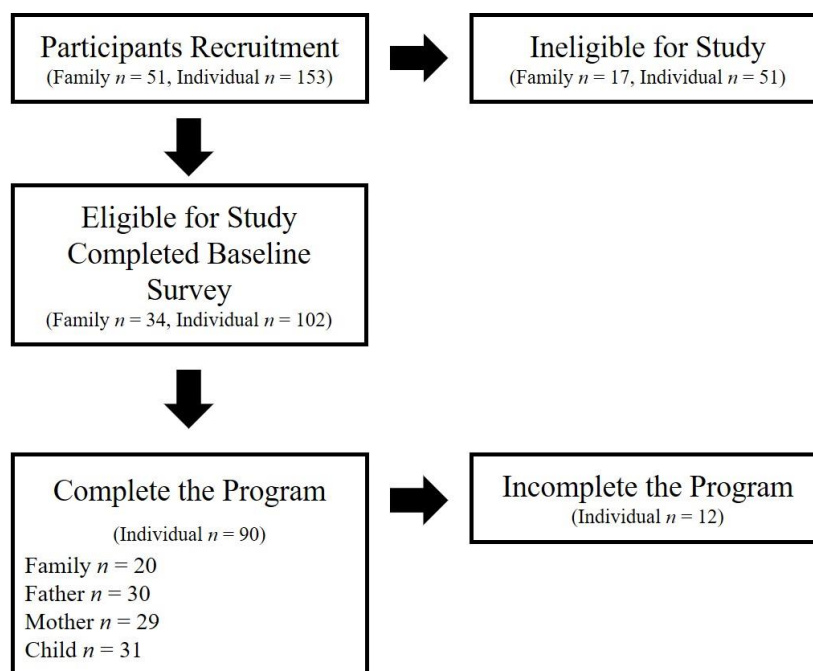 Participants Recruitment
(Family n = 51, Individual n = 153)
Ineligible for Study
(Family n = 17, Individual n = 51)
Eligible for Study
Completed Baseline
Survey
(Family n = 34, Individual n = 102)
Complete the Program
(Individual n = 90)
Family n = 20
Father n = 30
Mother n = 29
Child n = 31
Incomplete the Program
(Individual n = 12)